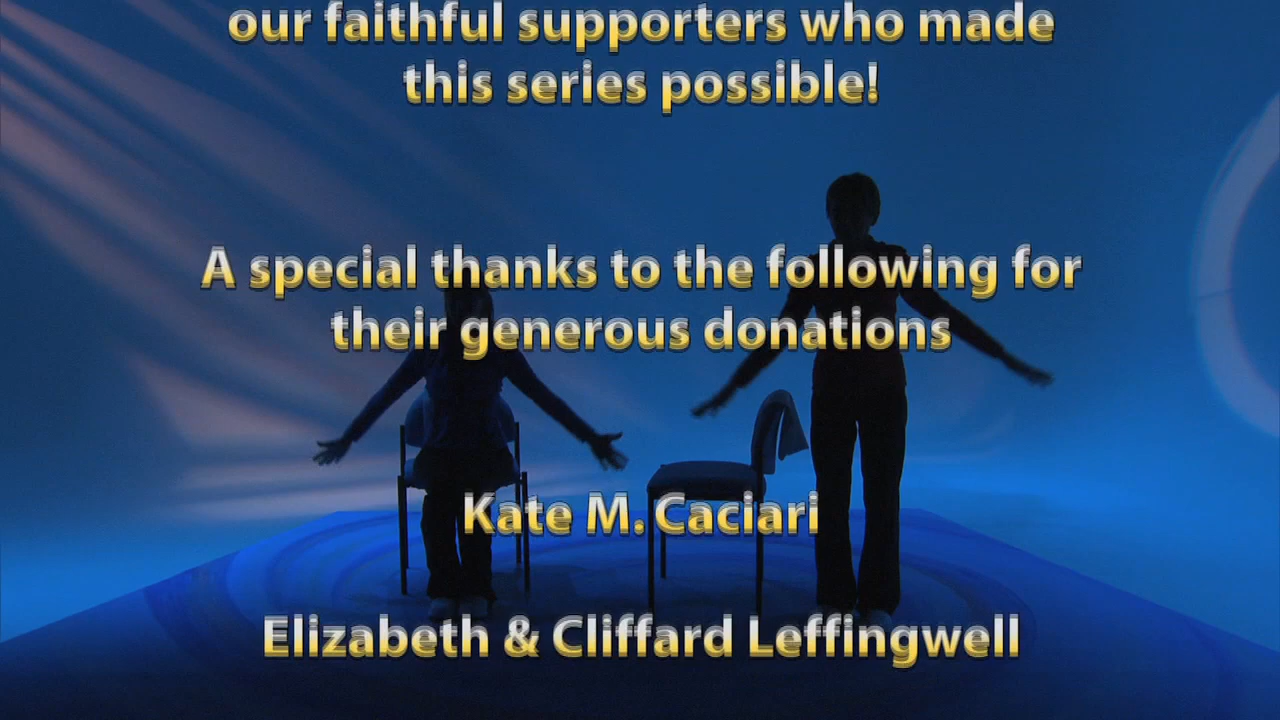 our faithful supporters who made
this series possible!
A special thanks to the following for
their generous donations
Kate M. Caciari
Elizabeth & Cliffard Leffingwell